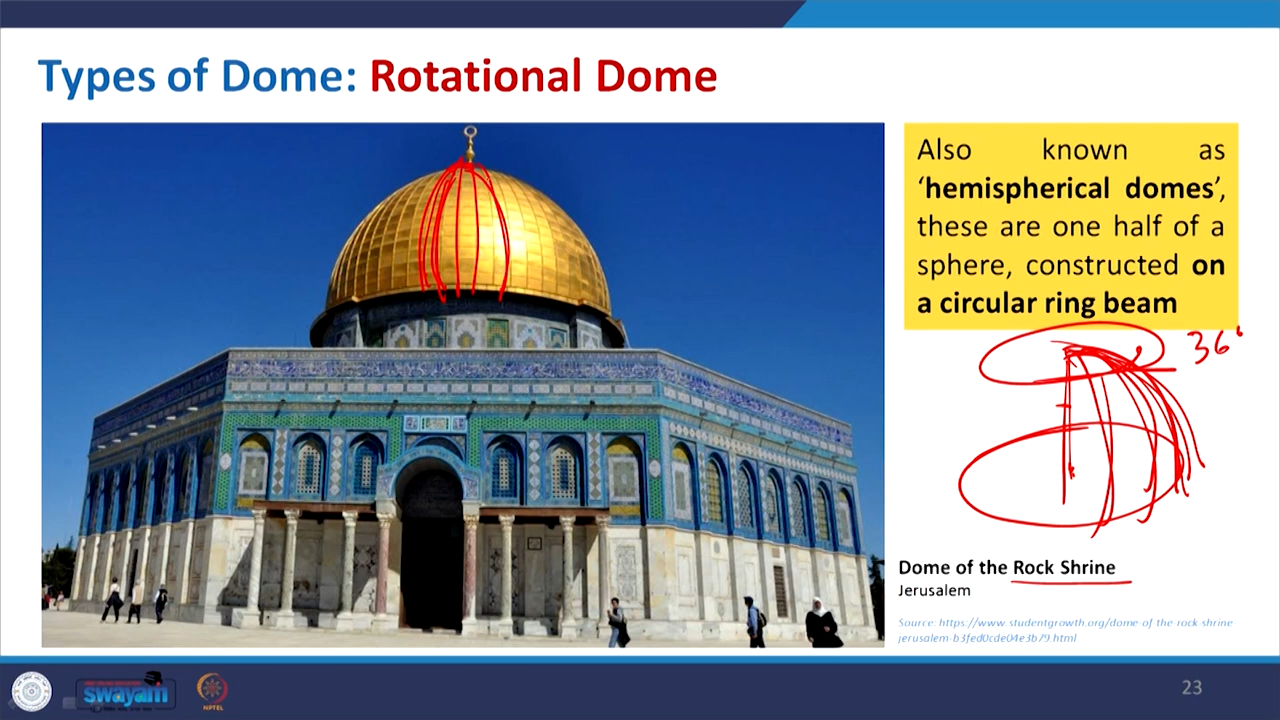 Types of Dome: Rotational Dome
Also known as
‘hemispherical domes’,
these are one half of a
sphere, constructed on
a circular ring beam
36°
Dome of the Rock Shrine
Jerusalem
Source: https://www.studentgrowth.org/dome-of-the-rock-shrine
jerusalem-b3fed0cde04e3b79.html
swayam
NPTEL
23